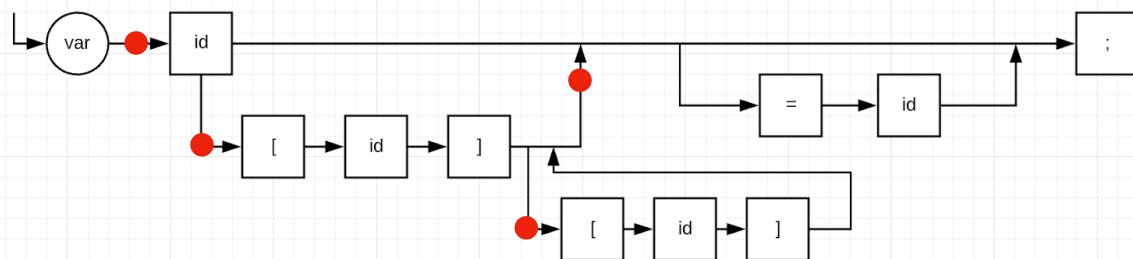 var id ;
= id
[ id ]
[ id ]